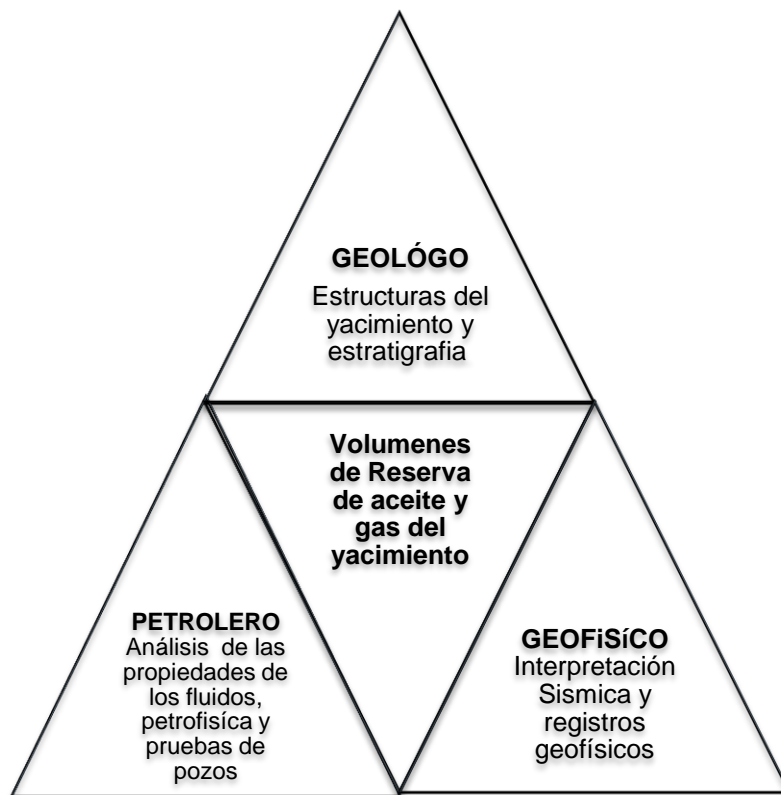 GEOLÓGO
Estructuras del
yacimiento y
estratigrafia
Volumenes
de Reserva
de aceite y
gas del
yacimiento
PETROLERO
Análisis de las
propiedades de
los fluidos,
petrofisíca y
pruebas de
pozos
GEOFiSíCO
Interpretación
Sismica y
registros
geofísicos